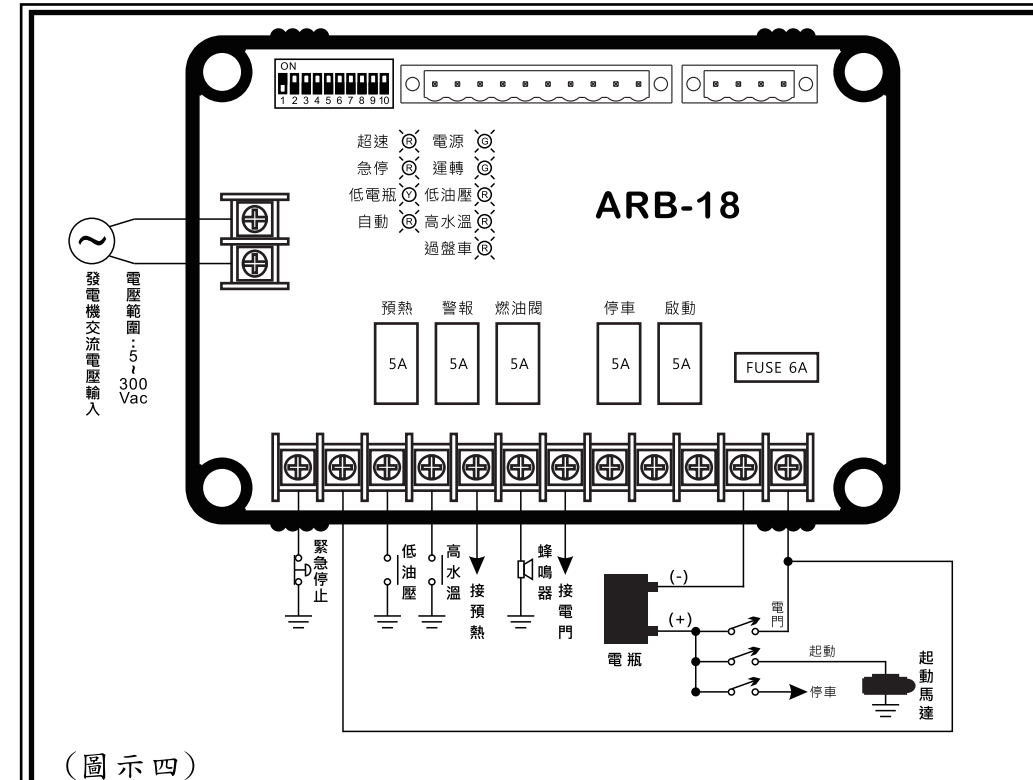 ON
1 2 3 4 5 6 7 8 9 10
超速 R 電源 G
急停 R 運轉 G
低電瓶 Y 低油壓 R
自動 R 高水溫 R
過盤車 R
ARB-18
發電機交流電壓輸入
電壓範圍：5~300 Vac
預熱 警報 燃油閥 停車 啟動
5A 5A 5A 5A 5A
FUSE 6A
緊急停止
低油壓
高水溫
接預熱
蜂鳴器
接電門
(-)
(+)
電瓶
電門
起動
停車
起動馬達
(圖示四)